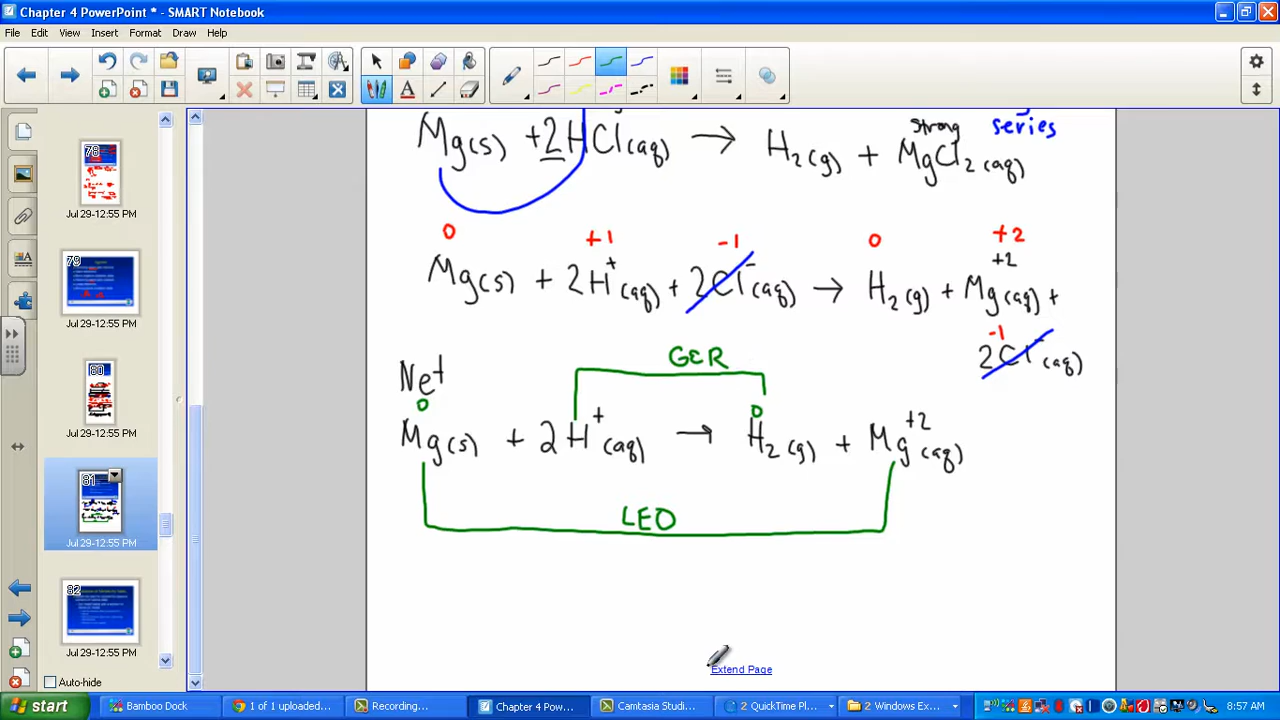 Chapter 4 PowerPoint * - SMART Notebook
File Edit View Insert Format Draw Help
78
Jul 29-12:55 PM
79
Jul 29-12:55 PM
80
Jul 29-12:55 PM
81
Jul 29-12:55 PM
82
Jul 29-12:55 PM
Auto-hide
strong series
Mg(s) + 2HCl(aq) → H₂(g) + MgCl₂(aq)
0 +1 -1 0 +2
Mg(s) + 2H⁺(aq) + 2Cl⁻(aq) → H₂(g) + Mg⁺²(aq) +
-1
2Cl⁻(aq)
GER
Net
0 0
Mg(s) + 2H⁺(aq) → H₂(g) + Mg⁺²(aq)
LEO
Extend Page
start Bamboo Dock 1 of 1 uploaded... Recording... Chapter 4 Pow... Camtasia Studi... 2 QuickTime Pl... 2 Windows Ex... 8:57 AM